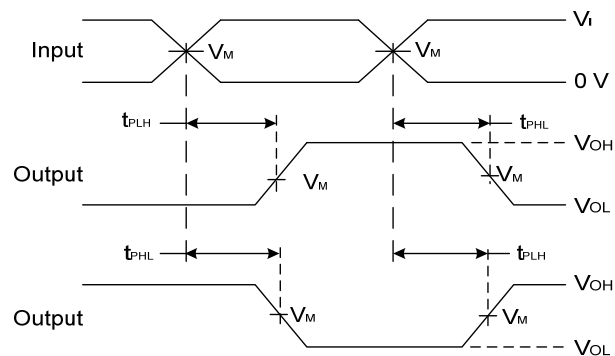 VI
Input VM VM
0 V
tPLH tPHL
VOH
Output VM VM
VOL
tPHL tPLH
VOH
Output VM VM
VOL